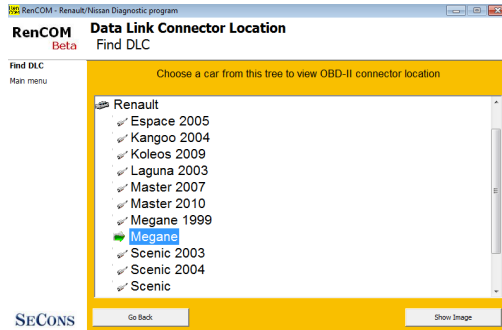 RenCOM - Renault/Nissan Diagnostic program
RenCOM
Beta
Data Link Connector Location
Find DLC
Find DLC
Main menu
Choose a car from this tree to view OBD-II connector location
Renault
Espace 2005
Kangoo 2004
Koleos 2009
Laguna 2003
Master 2007
Master 2010
Megane 1999
Megane
Scenic 2003
Scenic 2004
Scenic
SECONS
Go Back
Show Image